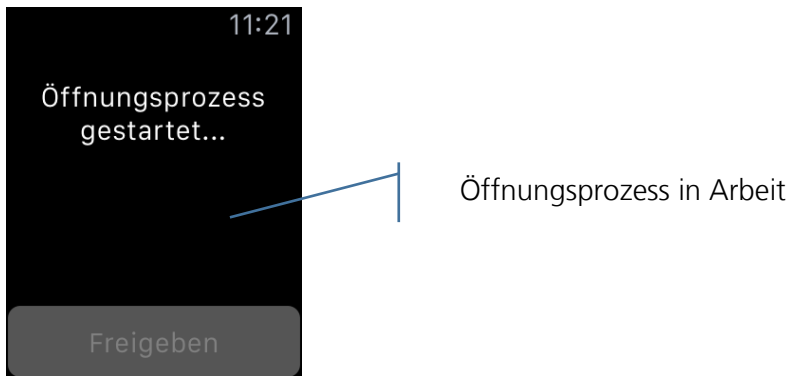 11:21
Öffnungsprozess
gestartet...
Öffnungsprozess in Arbeit
Freigeben